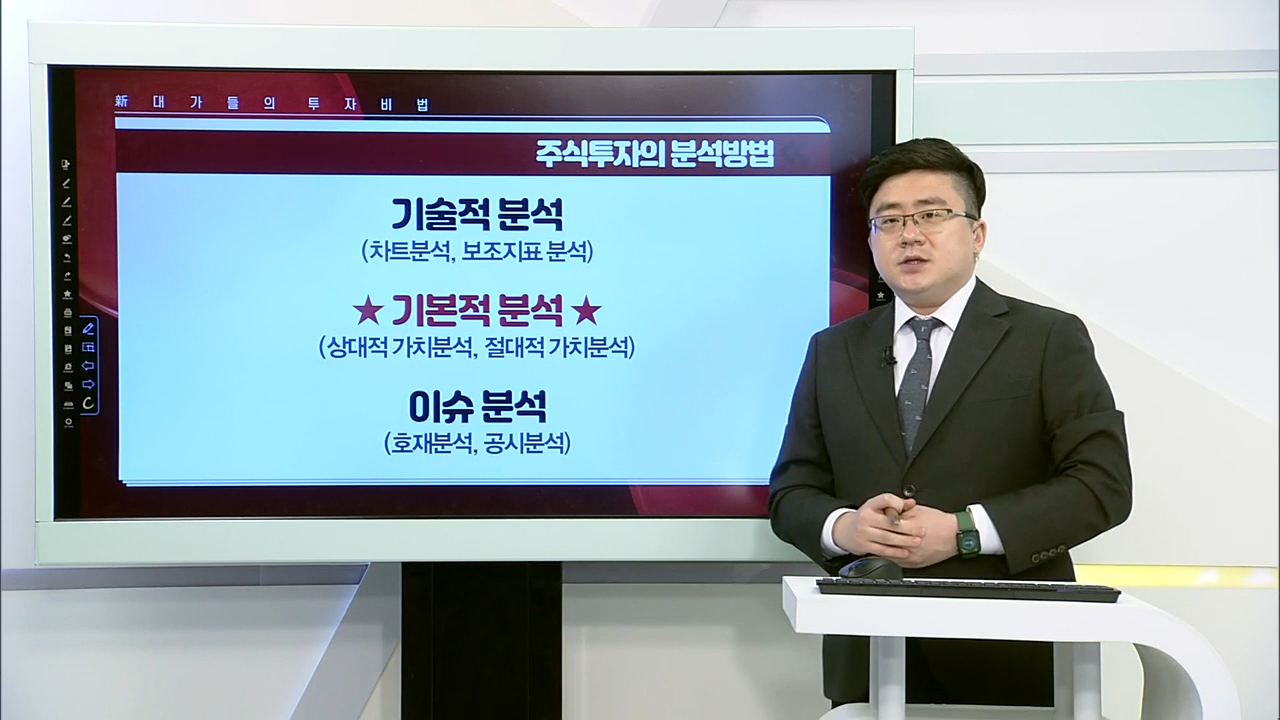 新 대 가 들 의 투 자 비 법
주식투자의 분석방법
기술적 분석
(차트분석, 보조지표 분석)
★ 기본적 분석 ★
(상대적 가치분석, 절대적 가치분석)
이슈 분석
(호재분석, 공시분석)